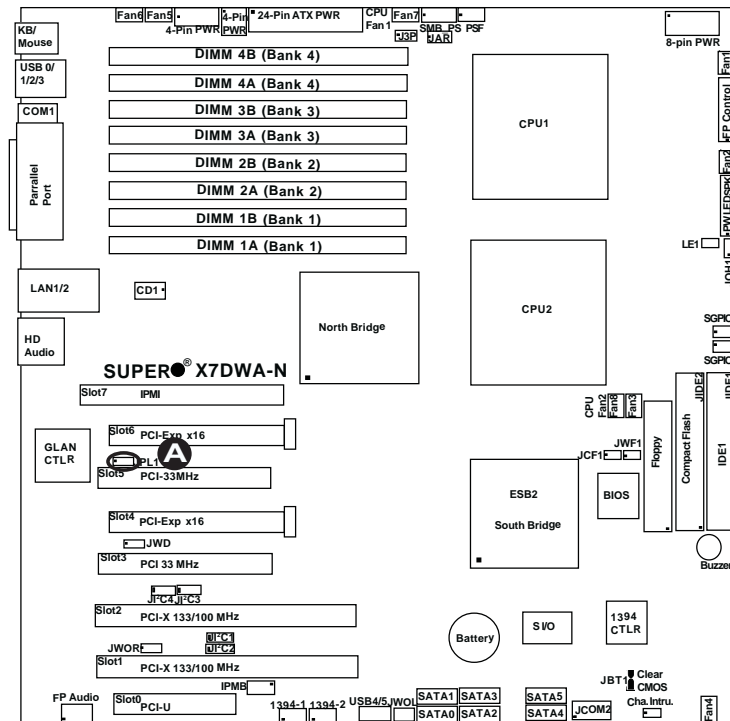 Fan6 Fan5 4-Pin PWR 4-Pin PWR 24-Pin ATX PWR CPU Fan 1 Fan7 SMB_PS PSF
J3P JAR
KB/ Mouse
8-pin PWR
USB 0/ 1/2/3
COM1
Parrallel Port
DIMM 4B (Bank 4)
DIMM 4A (Bank 4)
DIMM 3B (Bank 3)
DIMM 3A (Bank 3)
DIMM 2B (Bank 2)
DIMM 2A (Bank 2)
DIMM 1B (Bank 1)
DIMM 1A (Bank 1)
CPU1
Fan1
FP Control
Fan2
PWLEDSPK
LE1
JOH1
LAN1/2
CD1
North Bridge
CPU2
HD Audio
SGPIO
SGPIO
SUPER® X7DWA-N
Slot7 IPMI
Slot6 PCI-Exp x16
GLAN CTLR
JPL1
A
Slot5 PCI-33MHz
CPU Fan2 Fan8 Fan3
JWF1
JCF1
BIOS
Floppy
Compact Flash
JIDE2
IDE1
JIDE1
ESB2
South Bridge
Slot4 PCI-Exp x16
JWD
Slot3 PCI 33 MHz
Buzzer
JI²C4 JI²C3
Slot2 PCI-X 133/100 MHz
JI²C1
JI²C2
JWOR
Slot1 PCI-X 133/100 MHz
Battery
SI/O
1394 CTLR
IPMB
JBT1 Clear CMOS
Cha. Intru.
FP Audio
Slot0 PCI-U
1394-1 1394-2 USB4/5 JWOL
SATA1 SATA3 SATA5
SATA0 SATA2 SATA4
JCOM2
Fan4